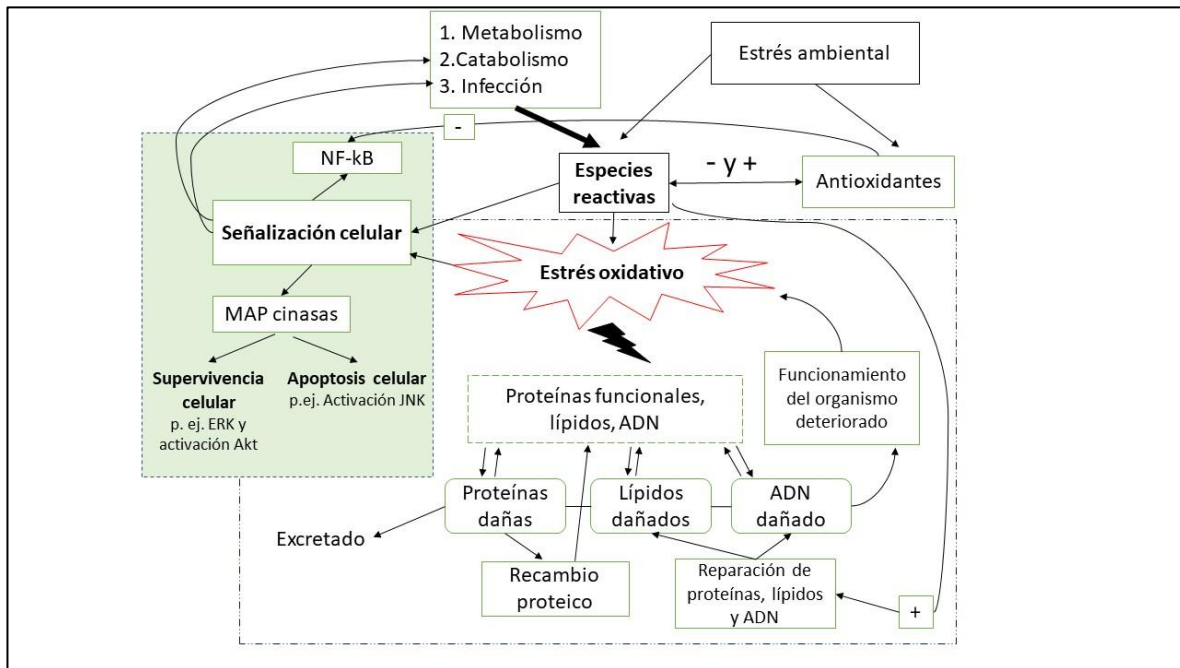 1. Metabolismo
2.Catabolismo
3. Infección
Estrés ambiental
-
NF-kB
Especies
reactivas
- y +
Antioxidantes
Señalización celular
Estrés oxidativo
MAP cinasas
Supervivencia
celular
p. ej. ERK y
activación Akt
Apoptosis celular
p.ej. Activación JNK
Proteínas funcionales,
lípidos, ADN
Funcionamiento
del organismo
deteriorado
Proteínas
dañas
Lípidos
dañados
ADN
dañado
Excretado
Recambio
proteico
Reparación de
proteínas, lípidos
y ADN
+